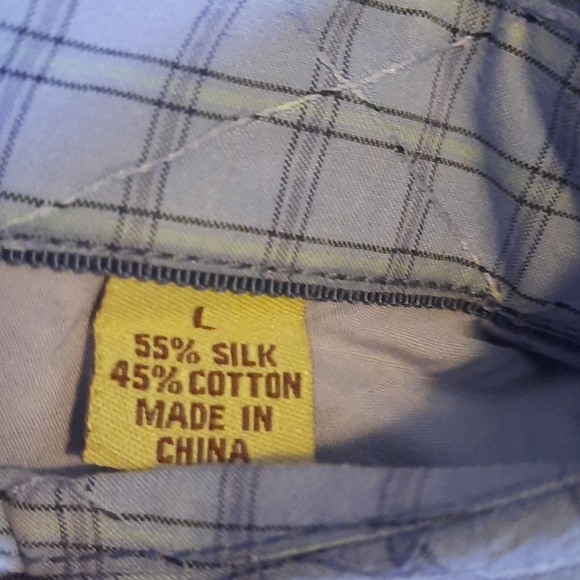 L
55% SILK
45% COTTON
MADE IN
CHINA